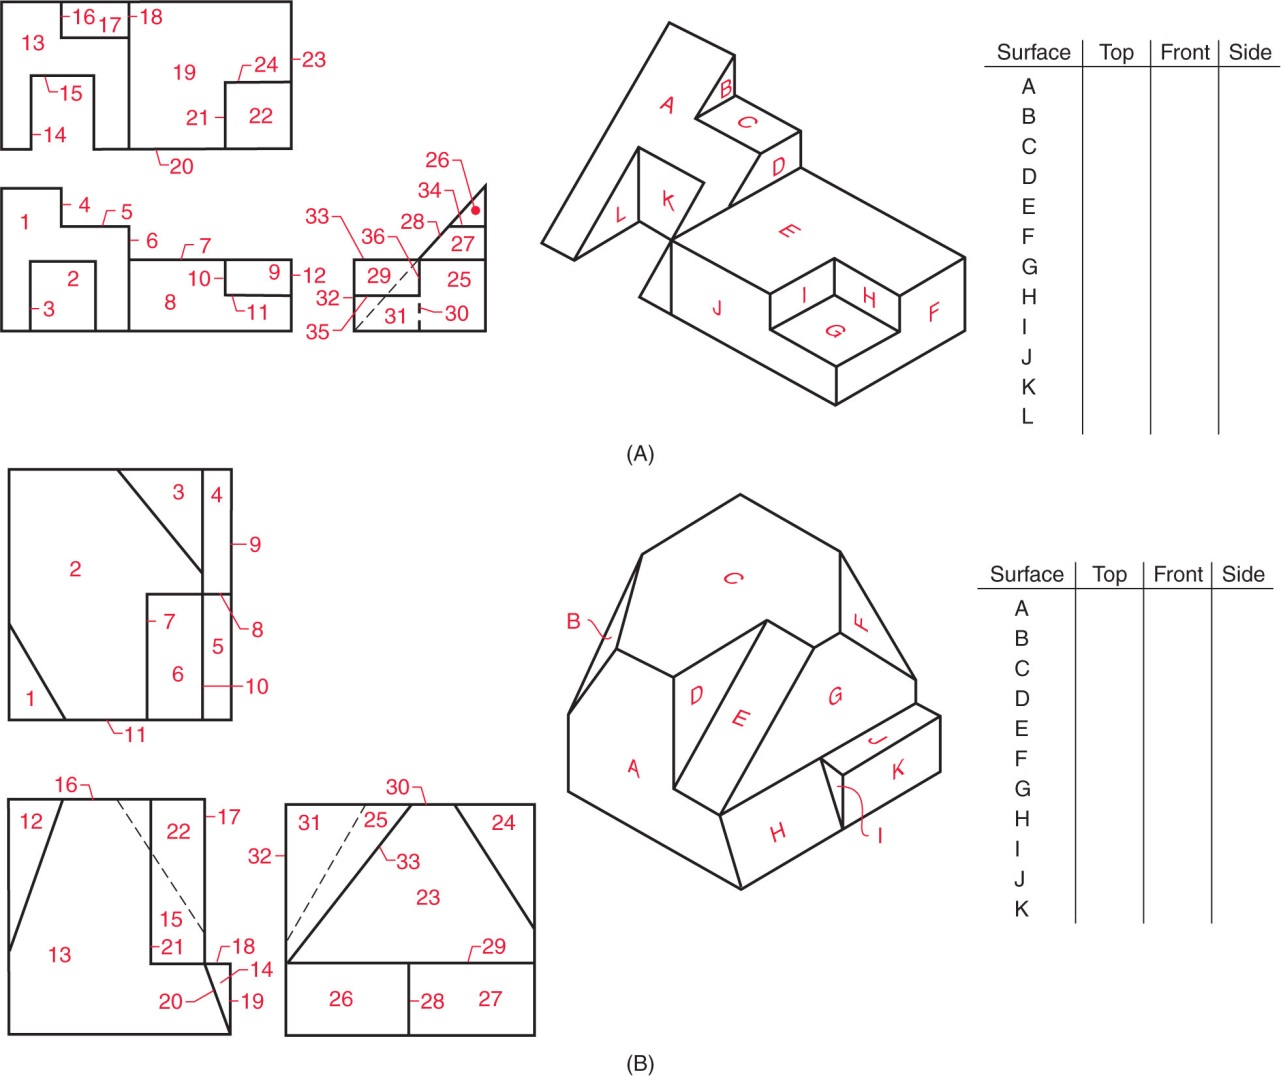 16 17 18
13
19 24 23
15
21 22
14
20
26
34
4 5 33 28
1 6 36 27
7
2 10 9 12 29 25
3 8 11 32 31 30
35
A B C D E F G H I J K L
Surface Top Front Side
A
B
C
D
E
F
G
H
I
J
K
L
(A)
3 4
9
2
8
7
5
6
10
1
11
16
12 22 17
15
13 21 18
14
20 19
30
31 25 24
32 33
23
29
26 28 27
C
B F
D E G
A J K
H I
Surface Top Front Side
A
B
C
D
E
F
G
H
I
J
K
(B)